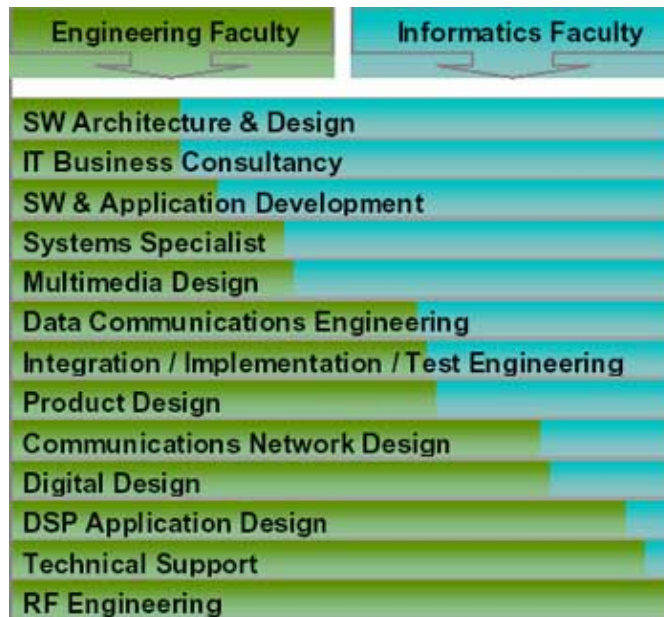 Engineering Faculty
Informatics Faculty
SW Architecture & Design
IT Business Consultancy
SW & Application Development
Systems Specialist
Multimedia Design
Data Communications Engineering
Integration / Implementation / Test Engineering
Product Design
Communications Network Design
Digital Design
DSP Application Design
Technical Support
RF Engineering